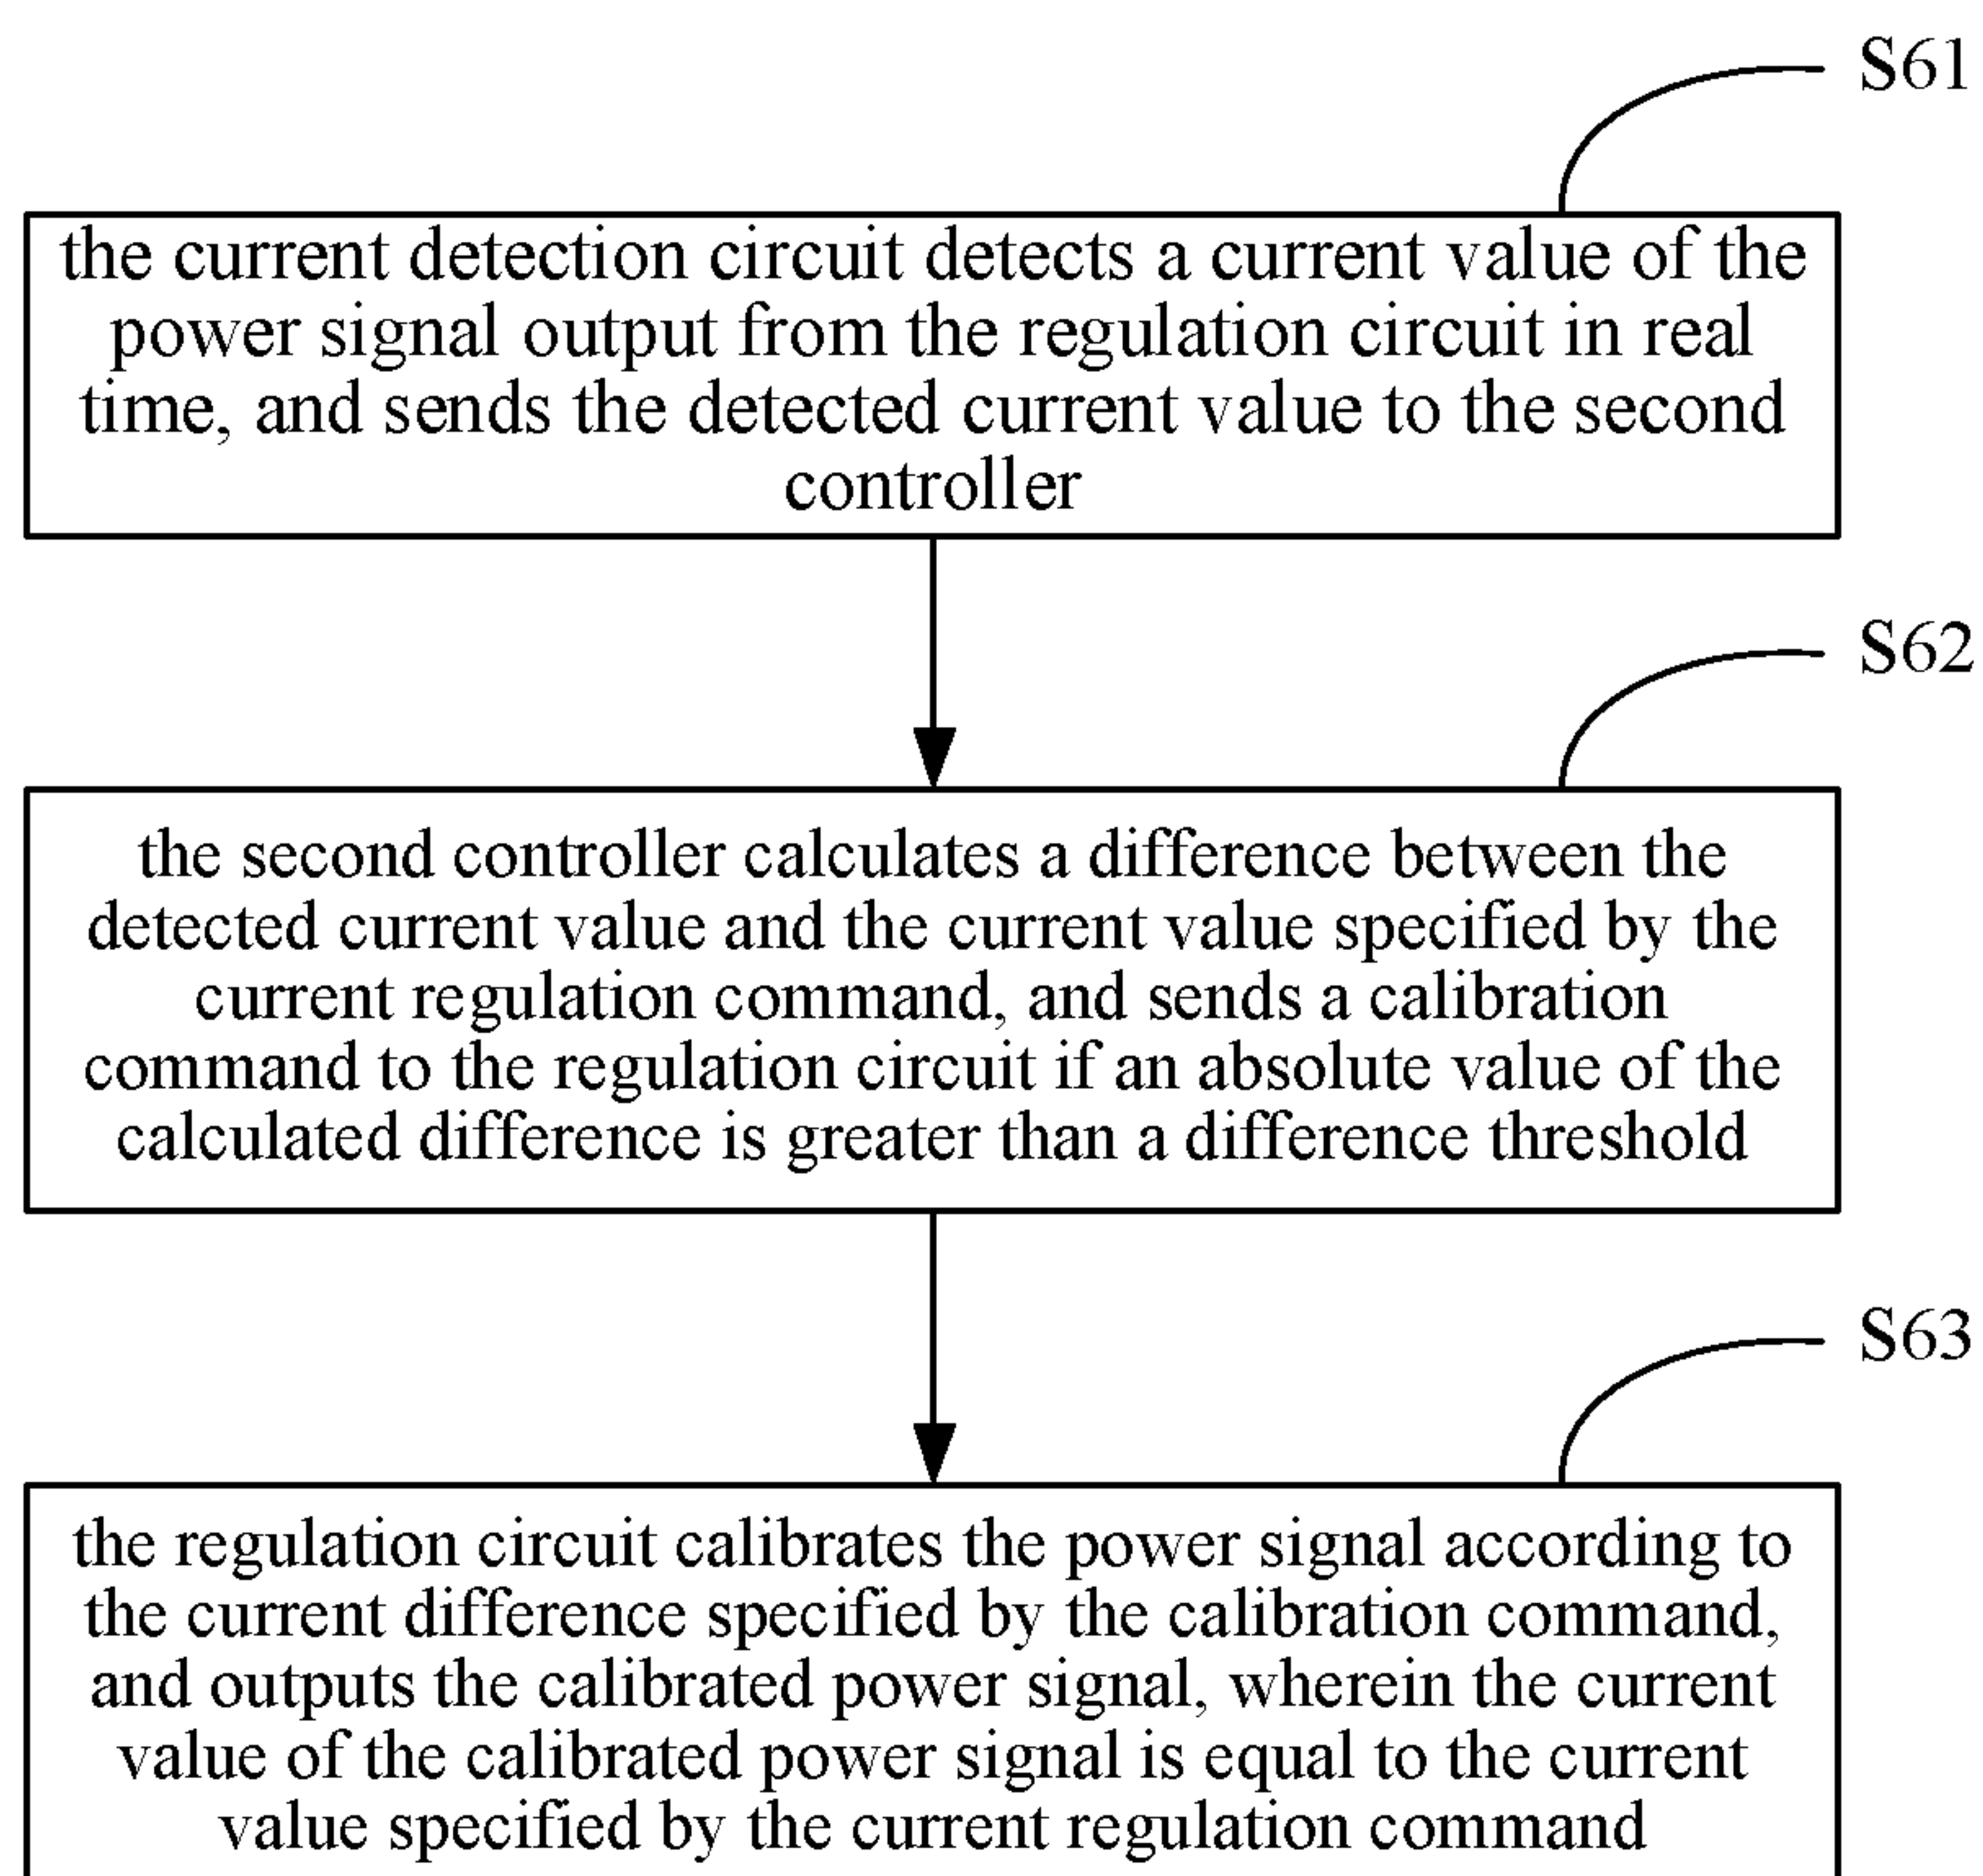 S61
the current detection circuit detects a current value of the
power signal output from the regulation circuit in real
time, and sends the detected current value to the second
controller
S62
the second controller calculates a difference between the
detected current value and the current value specified by the
current regulation command, and sends a calibration
command to the regulation circuit if an absolute value of the
calculated difference is greater than a difference threshold
S63
the regulation circuit calibrates the power signal according to
the current difference specified by the calibration command,
and outputs the calibrated power signal, wherein the current
value of the calibrated power signal is equal to the current
value specified by the current regulation command